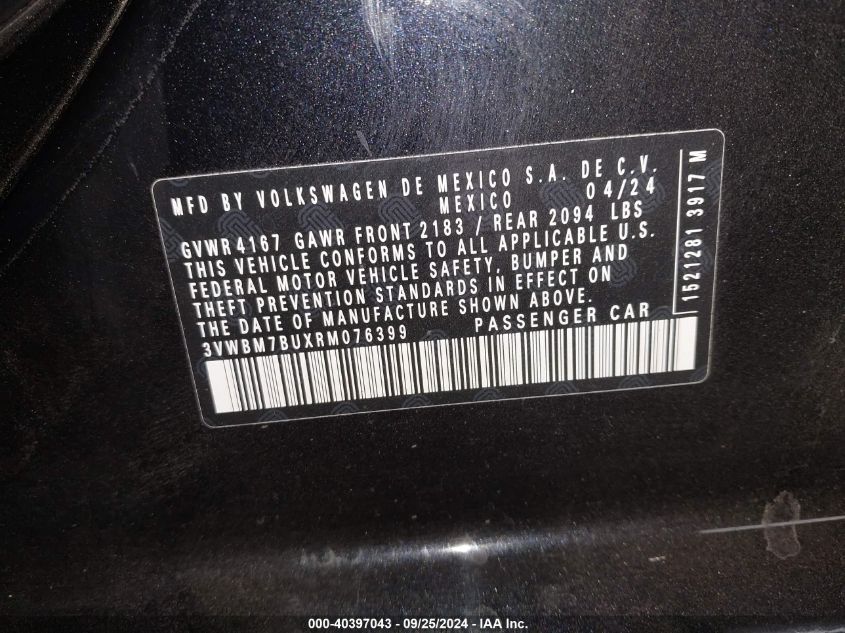 MFD BY VOLKSWAGEN DE MEXICO S.A. DE C.V.
MEXICO 04/24
GVWR 4167 GAWR FRONT 2183 / REAR 2094 LBS
THIS VEHICLE CONFORMS TO ALL APPLICABLE U.S.
FEDERAL MOTOR VEHICLE SAFETY, BUMPER AND
THEFT PREVENTION STANDARDS IN EFFECT ON
THE DATE OF MANUFACTURE SHOWN ABOVE.
3VWBM7BUXRM076399 PASSENGER CAR
1521281 3917 M
000-40397043 - 09/25/2024 - IAA Inc.